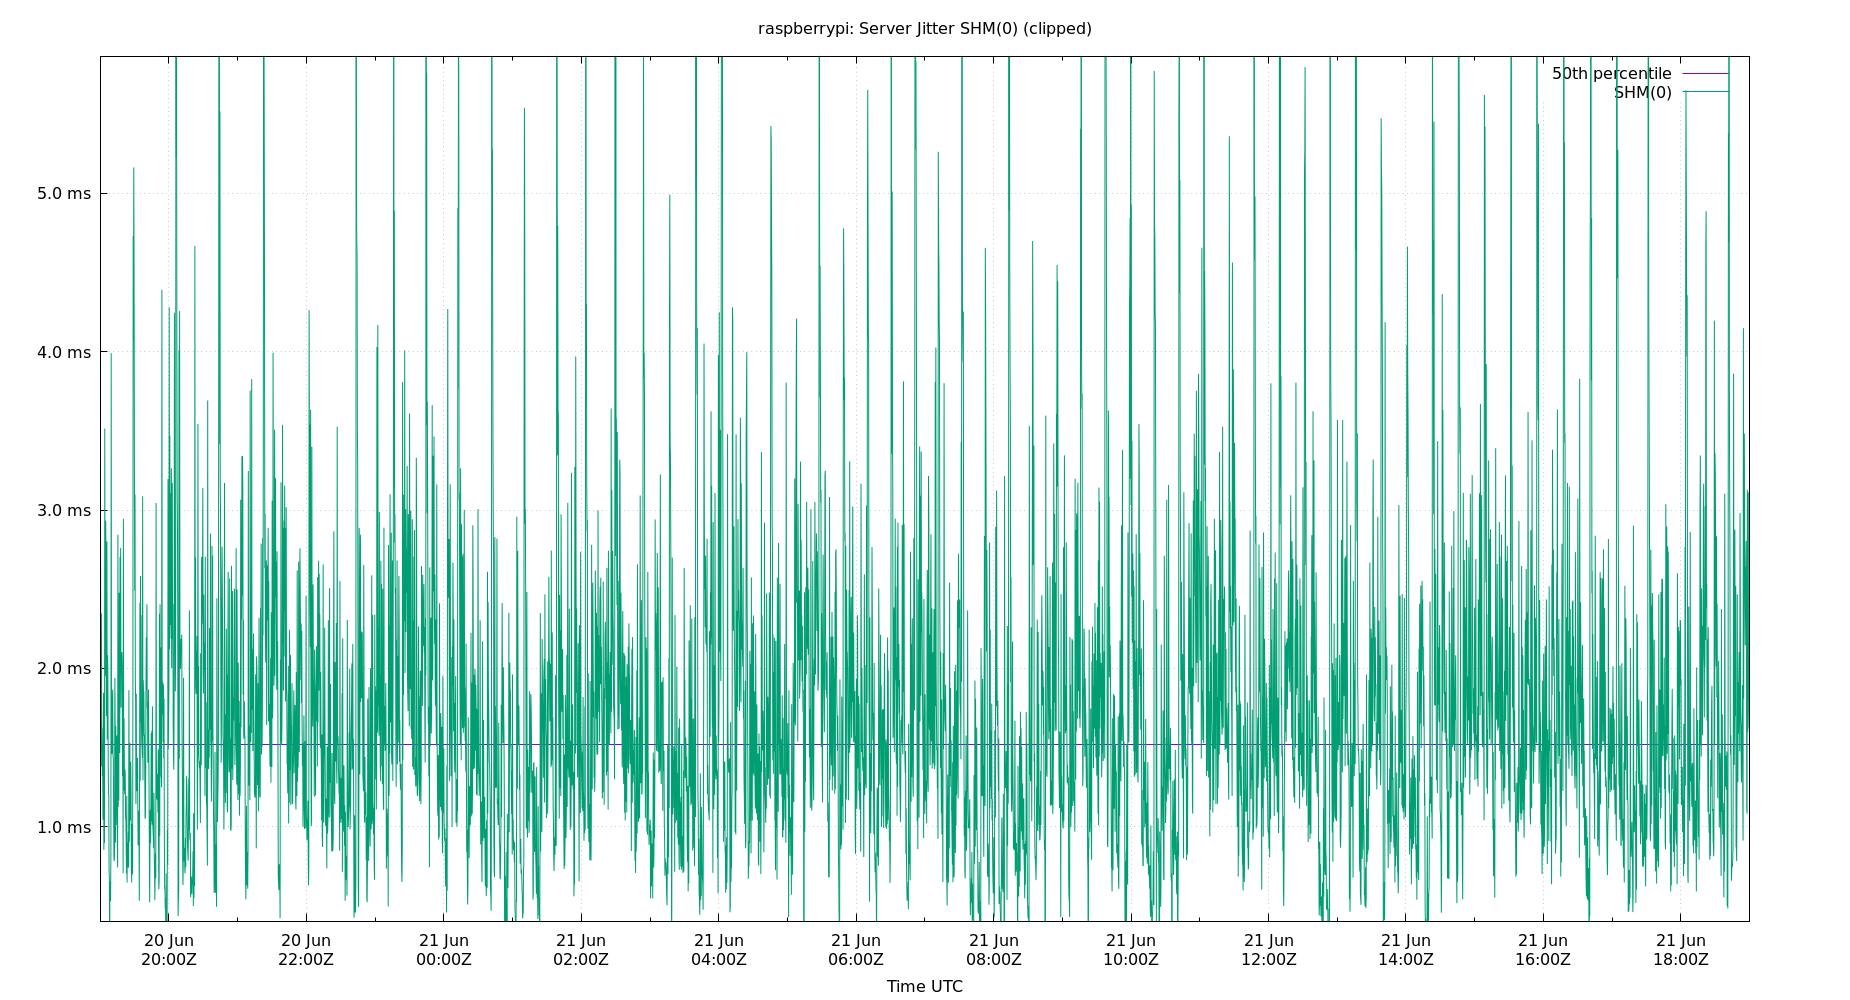 raspberrypi: Server Jitter SHM(0) (clipped)
50th percentile
SHM(0)
5.0 ms
4.0 ms
3.0 ms
2.0 ms
1.0 ms
20 Jun 20 Jun 21 Jun 21 Jun 21 Jun 21 Jun 21 Jun 21 Jun 21 Jun 21 Jun 21 Jun 21 Jun
20:00Z 22:00Z 00:00Z 02:00Z 04:00Z 06:00Z 08:00Z 10:00Z 12:00Z 14:00Z 16:00Z 18:00Z
Time UTC